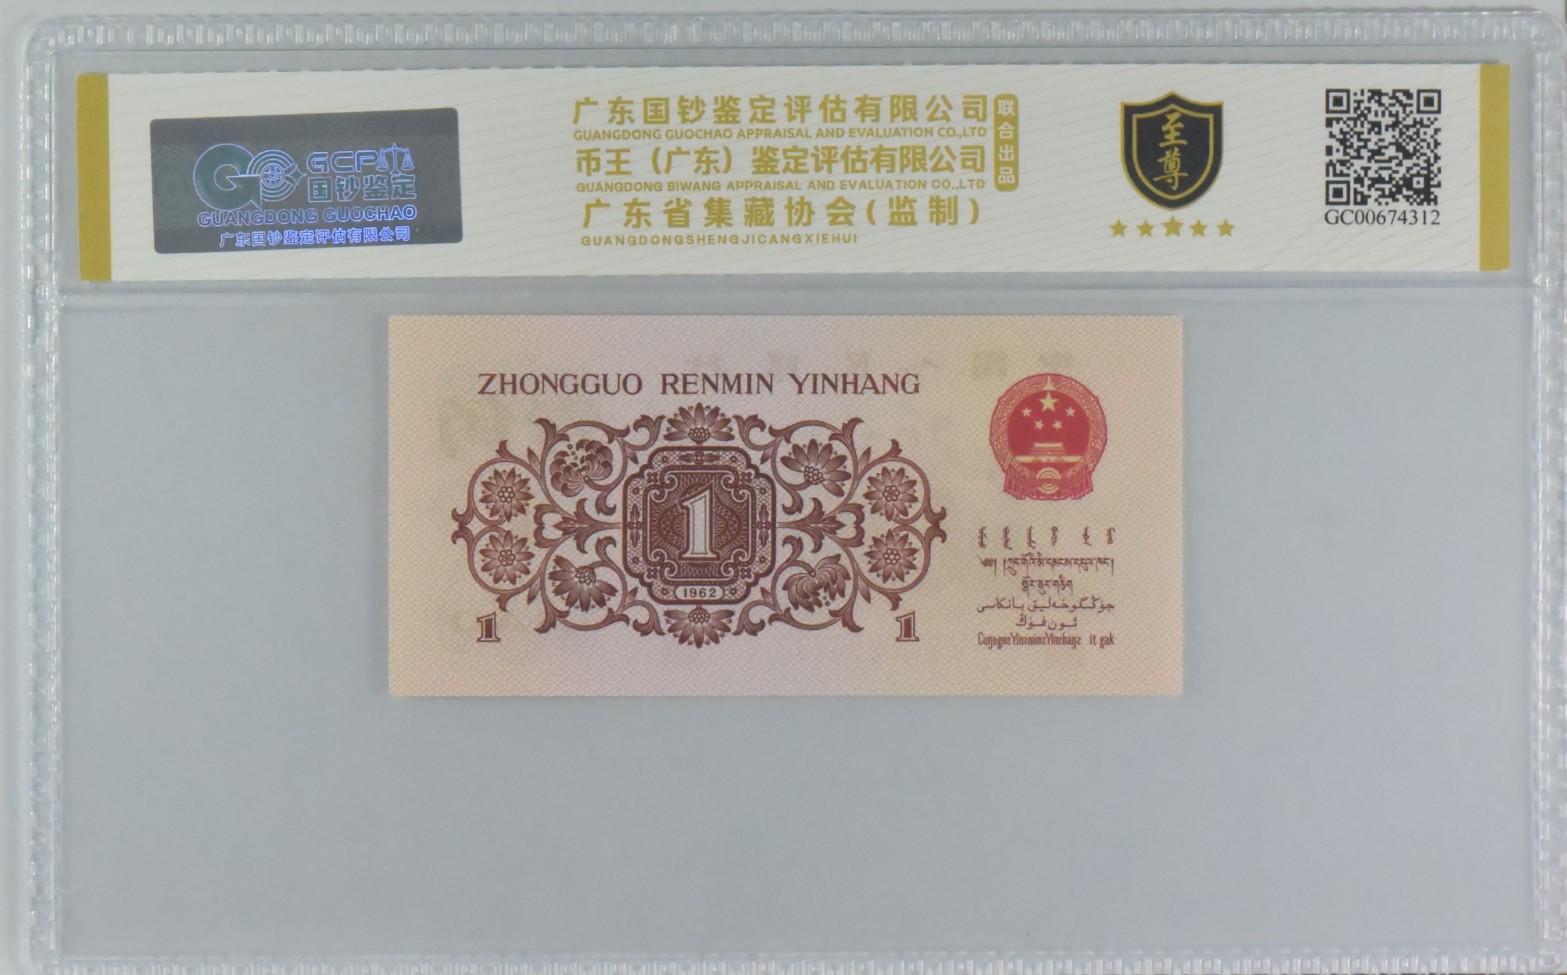 GCP
国钞鉴定
GUANGDONG GUOCHAO
广东国钞鉴定评估有限公司
广东国钞鉴定评估有限公司
GUANGDONG GUOCHAO APPRAISAL AND EVALUATION CO.,LTD
币王（广东）鉴定评估有限公司
GUANGDONG BIWANG APPRAISAL AND EVALUATION CO.,LTD
广东省集藏协会(监制)
GUANGDONGSHENGJICANGXIEHUI
联合出品
至尊
GC00674312
ZHONGGUO RENMIN YINHANG
1
1962
1
1
جۇڭگوخەلىق بانكاسى
ئون فۇڭ